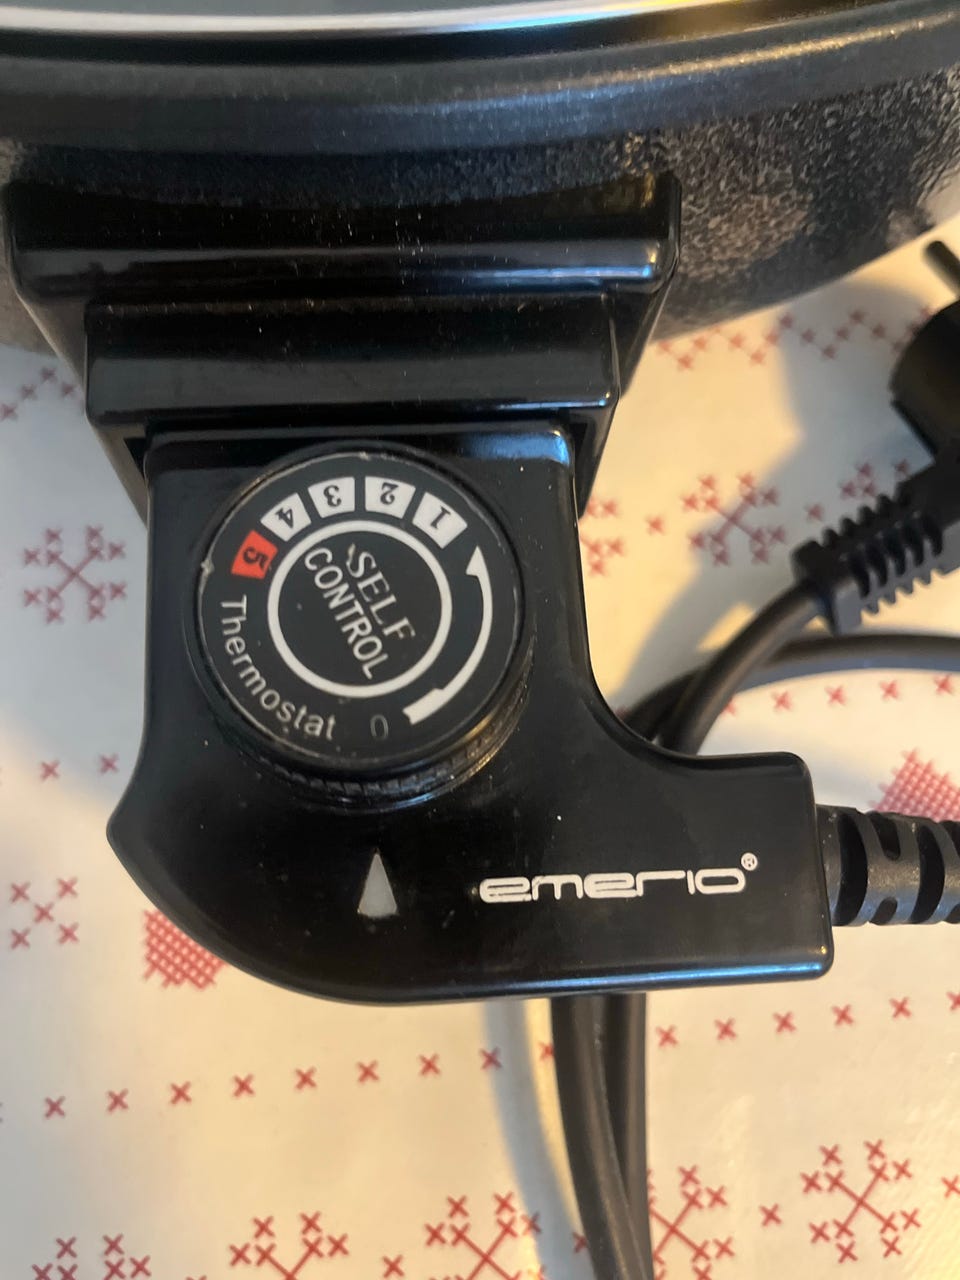 1
2
3
4
5
SELF
CONTROL
Thermostat
0
emerio®